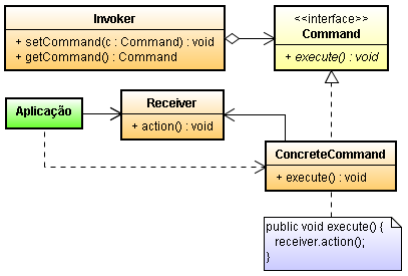 Invoker
+ setCommand(c : Command) : void
+ getCommand() : Command
<<interface>>
Command
+ execute() : void
Aplicação
Receiver
+ action() : void
ConcreteCommand
+ execute() : void
public void execute() {
receiver.action();
}